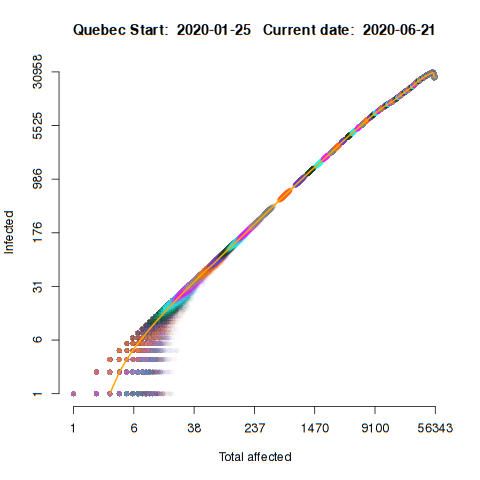 Quebec Start:  2020-01-25   Current date:  2020-06-21
30958
5525
986
176
31
6
1
Infected
1 6 38 237 1470 9100 56343
Total affected